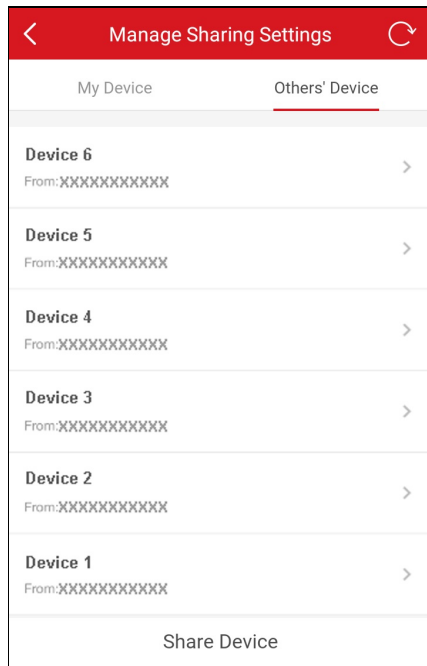 Manage Sharing Settings
My Device
Others' Device
Device 6
From:XXXXXXXXXXX
Device 5
From:XXXXXXXXXXX
Device 4
From:XXXXXXXXXXX
Device 3
From:XXXXXXXXXXX
Device 2
From:XXXXXXXXXXX
Device 1
From:XXXXXXXXXXX
Share Device